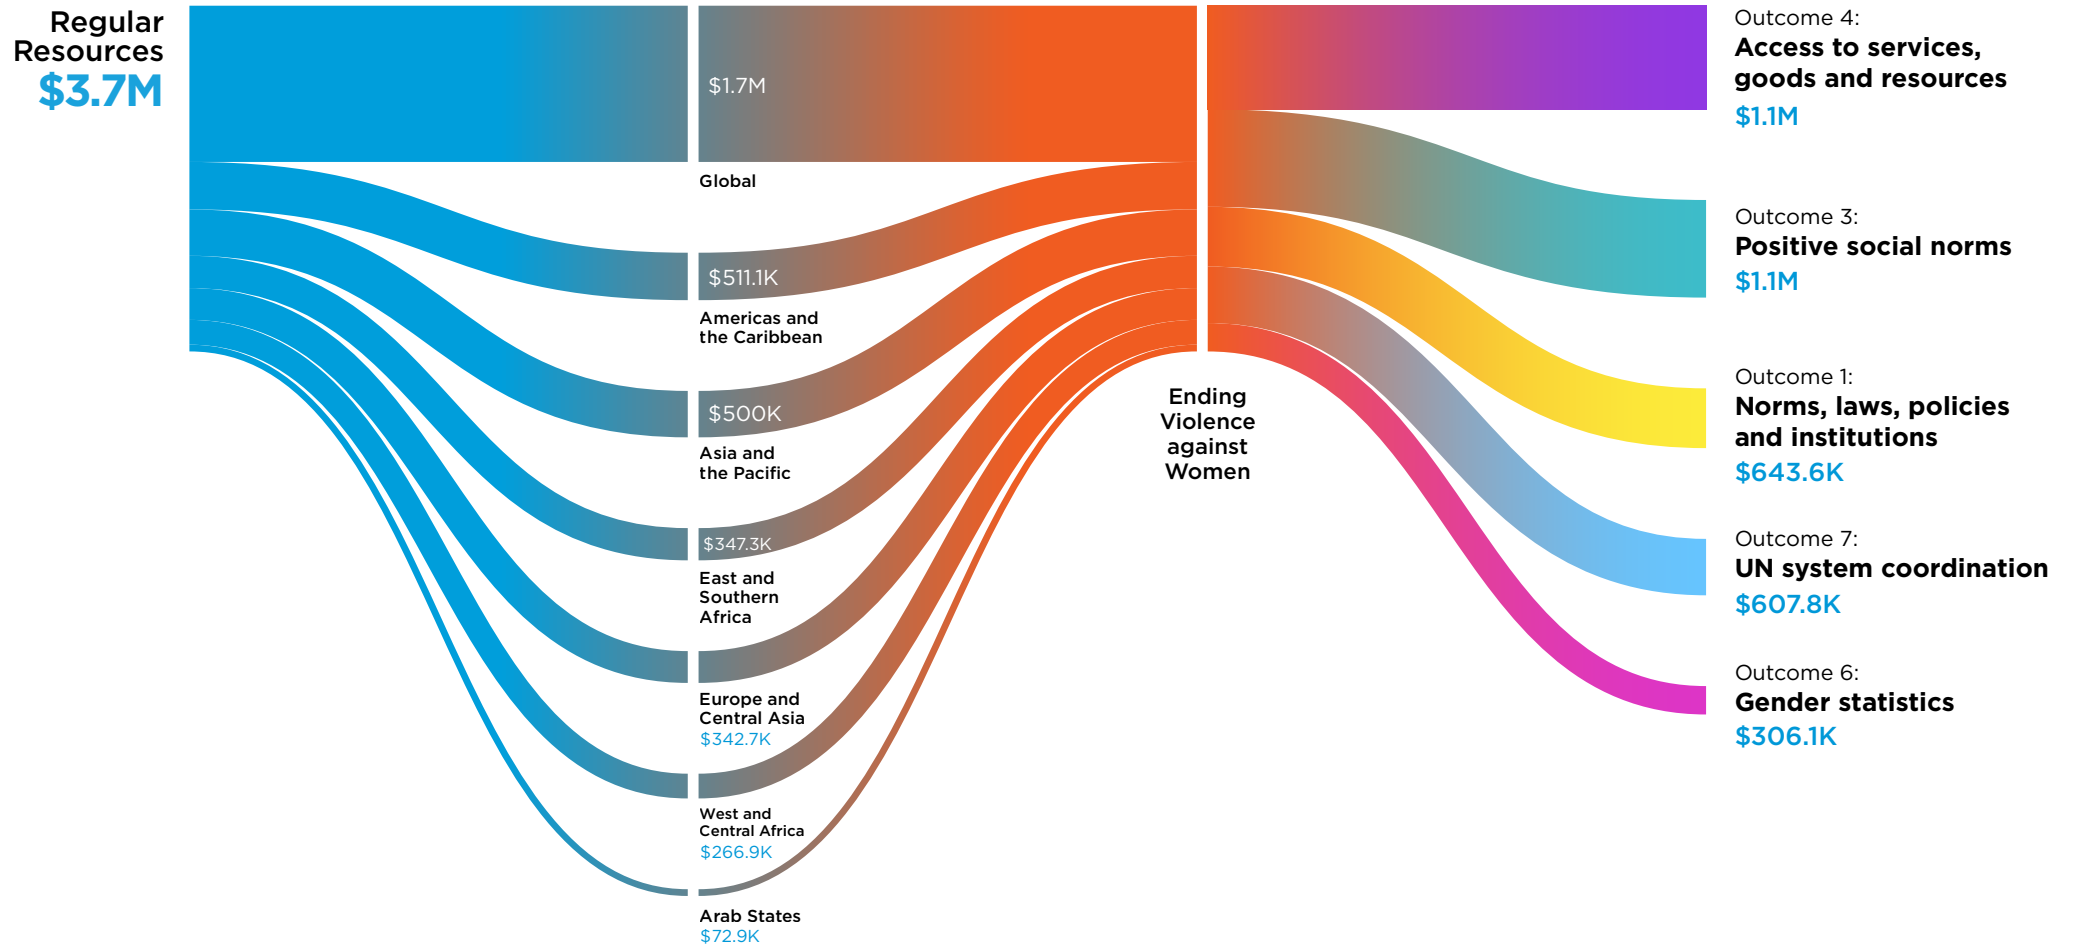 Regular
Resources
$3.7M
$1.7M
Global
$511.1K
Americas and
the Caribbean
$500K
Asia and
the Pacific
$347.3K
East and
Southern
Africa
Europe and
Central Asia
$342.7K
West and
Central Africa
$266.9K
Arab States
$72.9K
Ending
Violence
against
Women
Outcome 4:
Access to services,
goods and resources
$1.1M
Outcome 3:
Positive social norms
$1.1M
Outcome 1:
Norms, laws, policies
and institutions
$643.6K
Outcome 7:
UN system coordination
$607.8K
Outcome 6:
Gender statistics
$306.1K